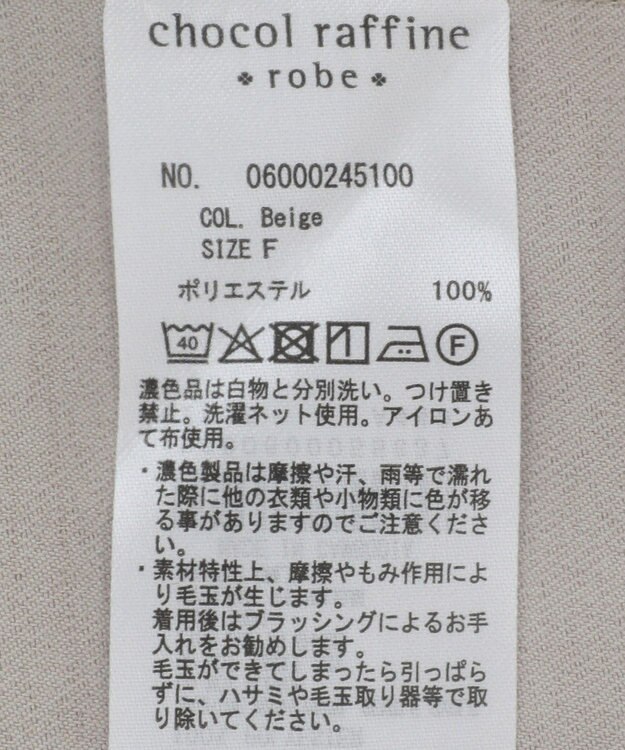 chocol raffine
robe
NO. 06000245100
COL. Beige
SIZE F
ポリエステル 100%
40 F
濃色品は白物と分別洗い。つけ置き
禁止。洗濯ネット使用。アイロンあ
て布使用。
・濃色製品は摩擦や汗、雨等で濡れ
た際に他の衣類や小物類に色が移
る事がありますのでご注意くださ
い。
・素材特性上、摩擦やもみ作用によ
り毛玉が生じます。
着用後はブラッシングによるお手
入れをお勧めします。
毛玉ができてしまったら引っぱら
ずに、ハサミや毛玉取り器等で取
り除いてください。